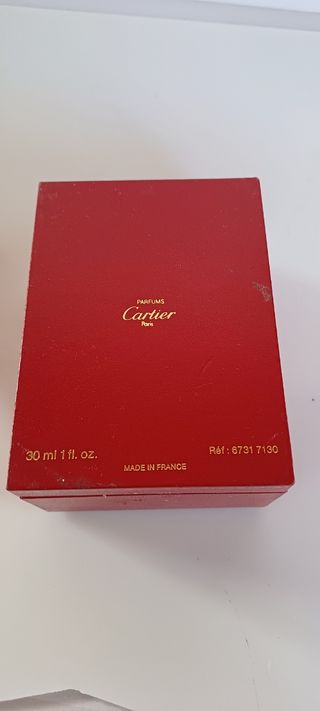 PARFUMS
Cartier
Paris
30 ml 1 fl. oz.
Réf : 6731 7130
MADE IN FRANCE